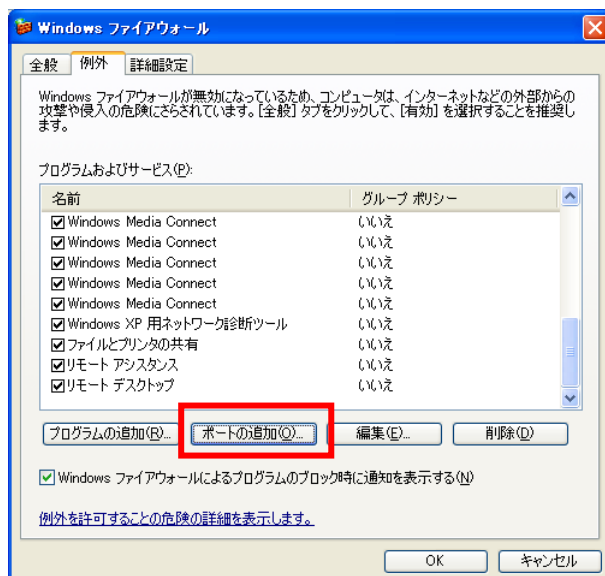 Windows ファイアウォール
全般 例外 詳細設定
Windows ファイアウォールが無効になっているため、コンピュータは、インターネットなどの外部からの
攻撃や侵入の危険にさらされています。[全般] タブをクリックして、[有効] を選択することを推奨し
ます。
プログラムおよびサービス(P):
名前 グループ ポリシー
Windows Media Connect いいえ
Windows Media Connect いいえ
Windows Media Connect いいえ
Windows Media Connect いいえ
Windows Media Connect いいえ
Windows XP 用ネットワーク診断ツール いいえ
ファイルとプリンタの共有 いいえ
リモート アシスタンス いいえ
リモート デスクトップ いいえ
プログラムの追加(R)... ポートの追加(O)... 編集(E)... 削除(D)
Windows ファイアウォールによるプログラムのブロック時に通知を表示する(N)
例外を許可することの危険の詳細を表示します。
OK キャンセル